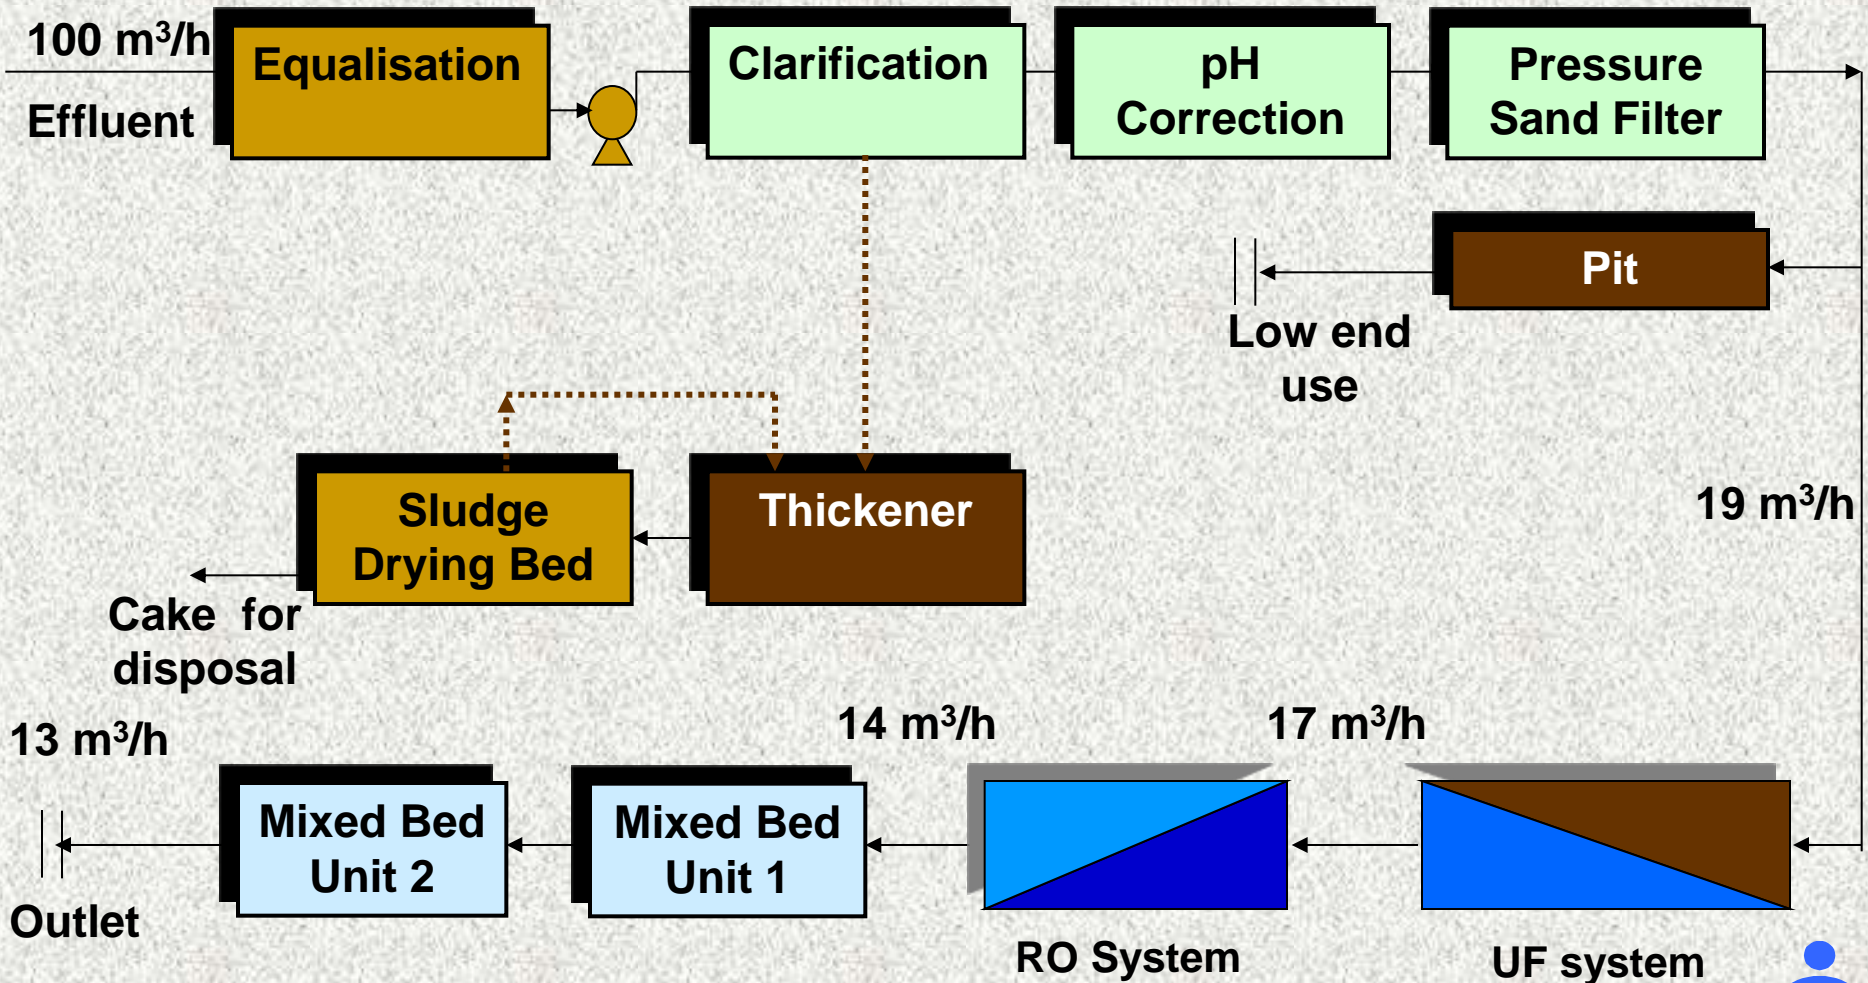 100 m³/h
Effluent
Equalisation
Clarification
pH
Correction
Pressure
Sand Filter
Pit
Low end
use
19 m³/h
Sludge
Drying Bed
Thickener
Cake for
disposal
13 m³/h
14 m³/h
17 m³/h
Mixed Bed
Unit 2
Mixed Bed
Unit 1
Outlet
RO System
UF system